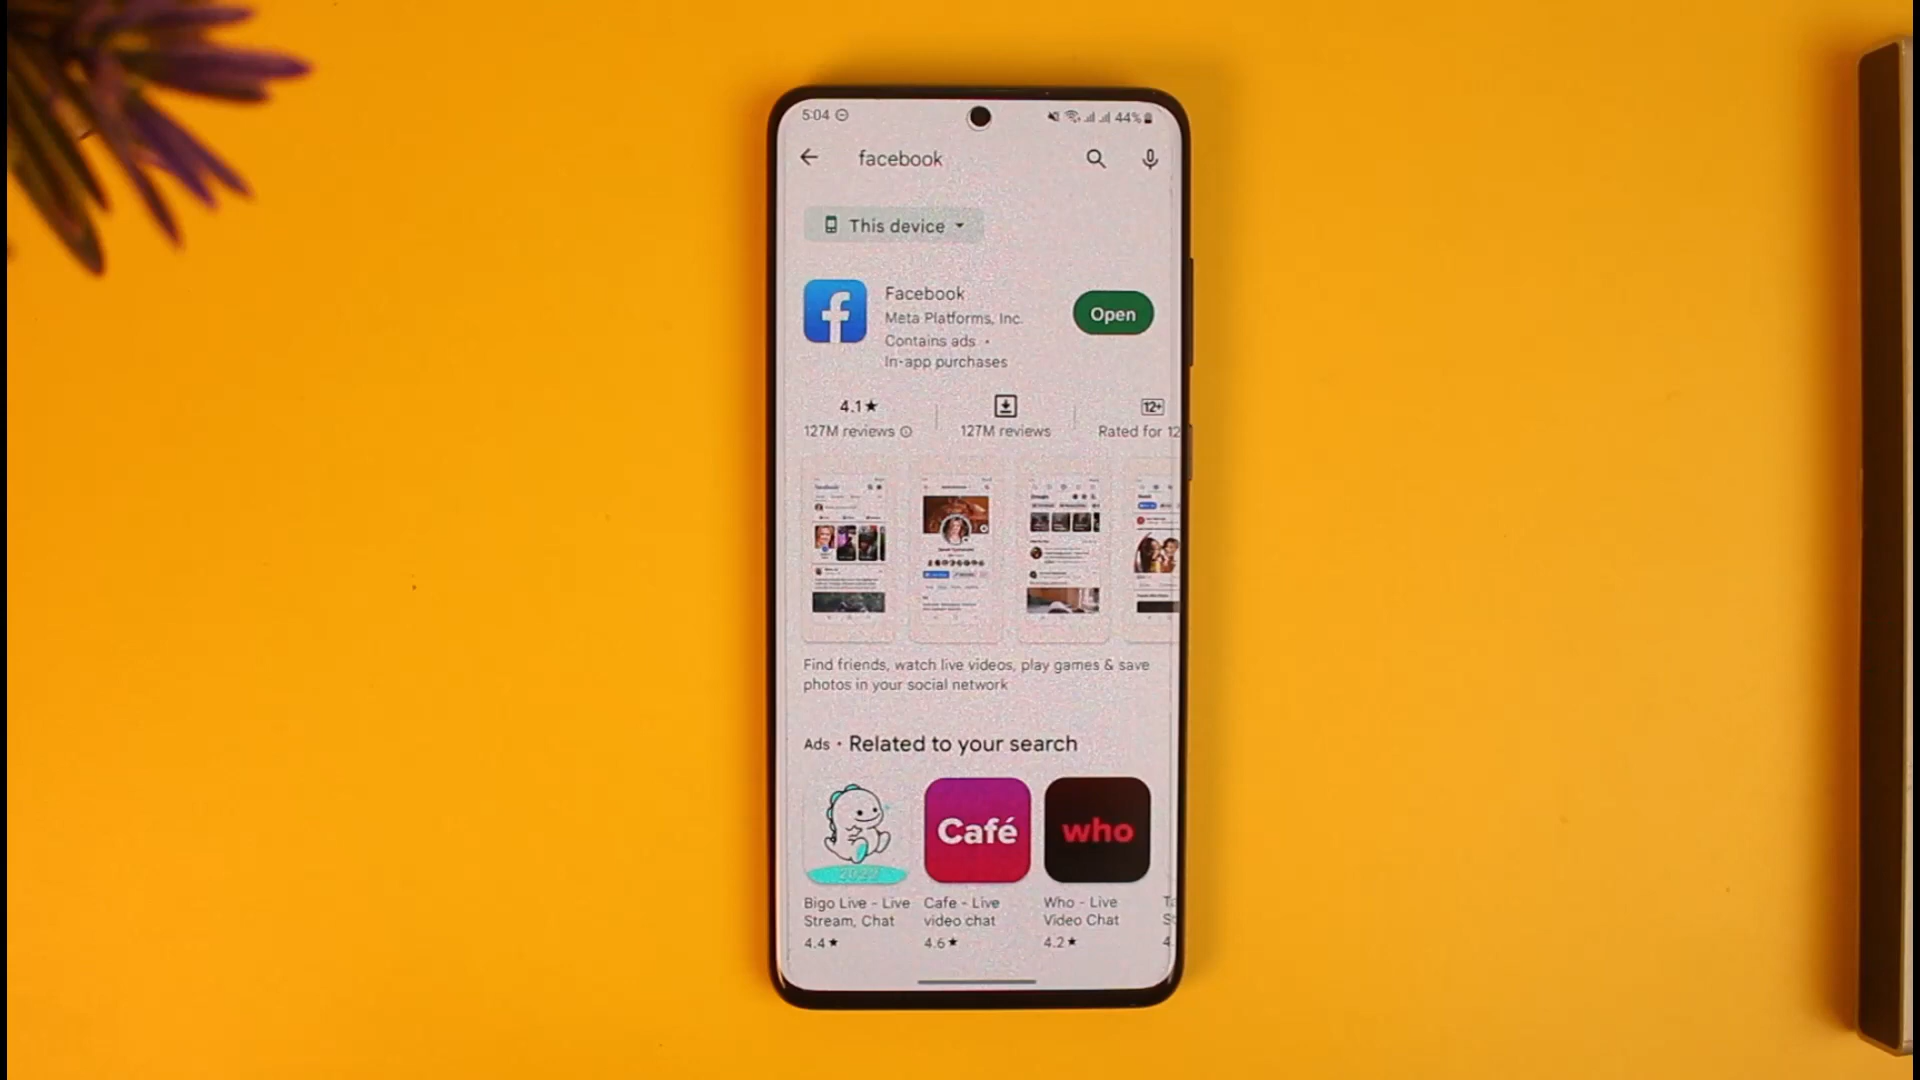 5:04
44%
facebook
This device
Facebook
Meta Platforms, Inc.
Contains ads •
In-app purchases
Open
4.1★
127M reviews
127M reviews
12+
Rated for 12
Find friends, watch live videos, play games & save
photos in your social network
Ads • Related to your search
Café
who
2022
Bigo Live - Live
Stream, Chat
4.4★
Cafe - Live
video chat
4.6★
Who - Live
Video Chat
4.2★
4.